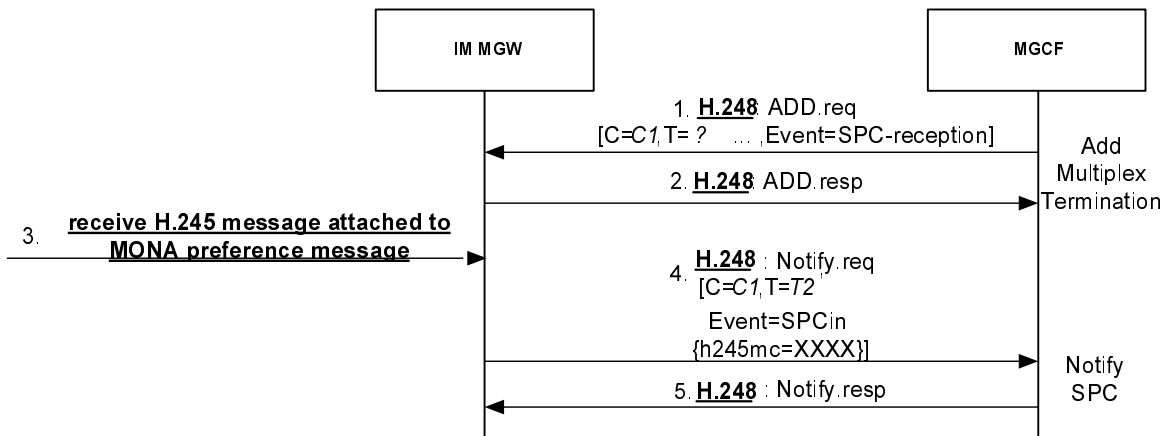 IM MGW
MGCF
1. H.248: ADD.req
[C=C1,T= ? ... ,Event=SPC-reception]
Add
Multiplex
Termination
2. H.248: ADD.resp
3. receive H.245 message attached to
MONA preference message
4. H.248 : Notify.req
[C=C1,T=T2 ,
Event=SPCin
{h245mc=XXXX}]
Notify
SPC
5. H.248 : Notify.resp